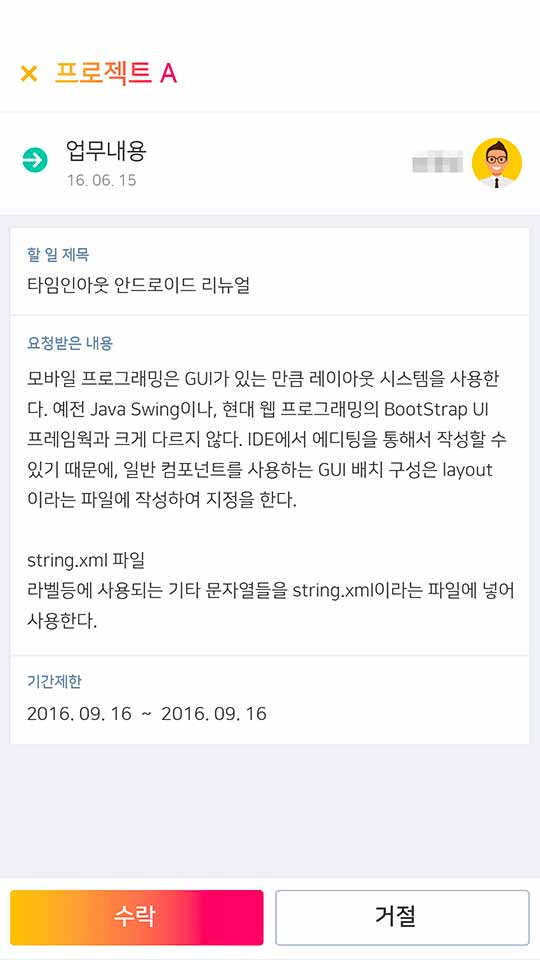 프로젝트 A
업무내용
16. 06. 15
할 일 제목
타임인아웃 안드로이드 리뉴얼
요청받은 내용
모바일 프로그래밍은 GUI가 있는 만큼 레이아웃 시스템을 사용한
다. 예전 Java Swing이나, 현대 웹 프로그래밍의 BootStrap UI
프레임웍과 크게 다르지 않다. IDE에서 에디팅을 통해서 작성할 수
있기 때문에, 일반 컴포넌트를 사용하는 GUI 배치 구성은 layout
이라는 파일에 작성하여 지정을 한다.
string.xml 파일
라벨등에 사용되는 기타 문자열들을 string.xml이라는 파일에 넣어
사용한다.
기간제한
2016. 09. 16 ~ 2016. 09. 16
수락
거절